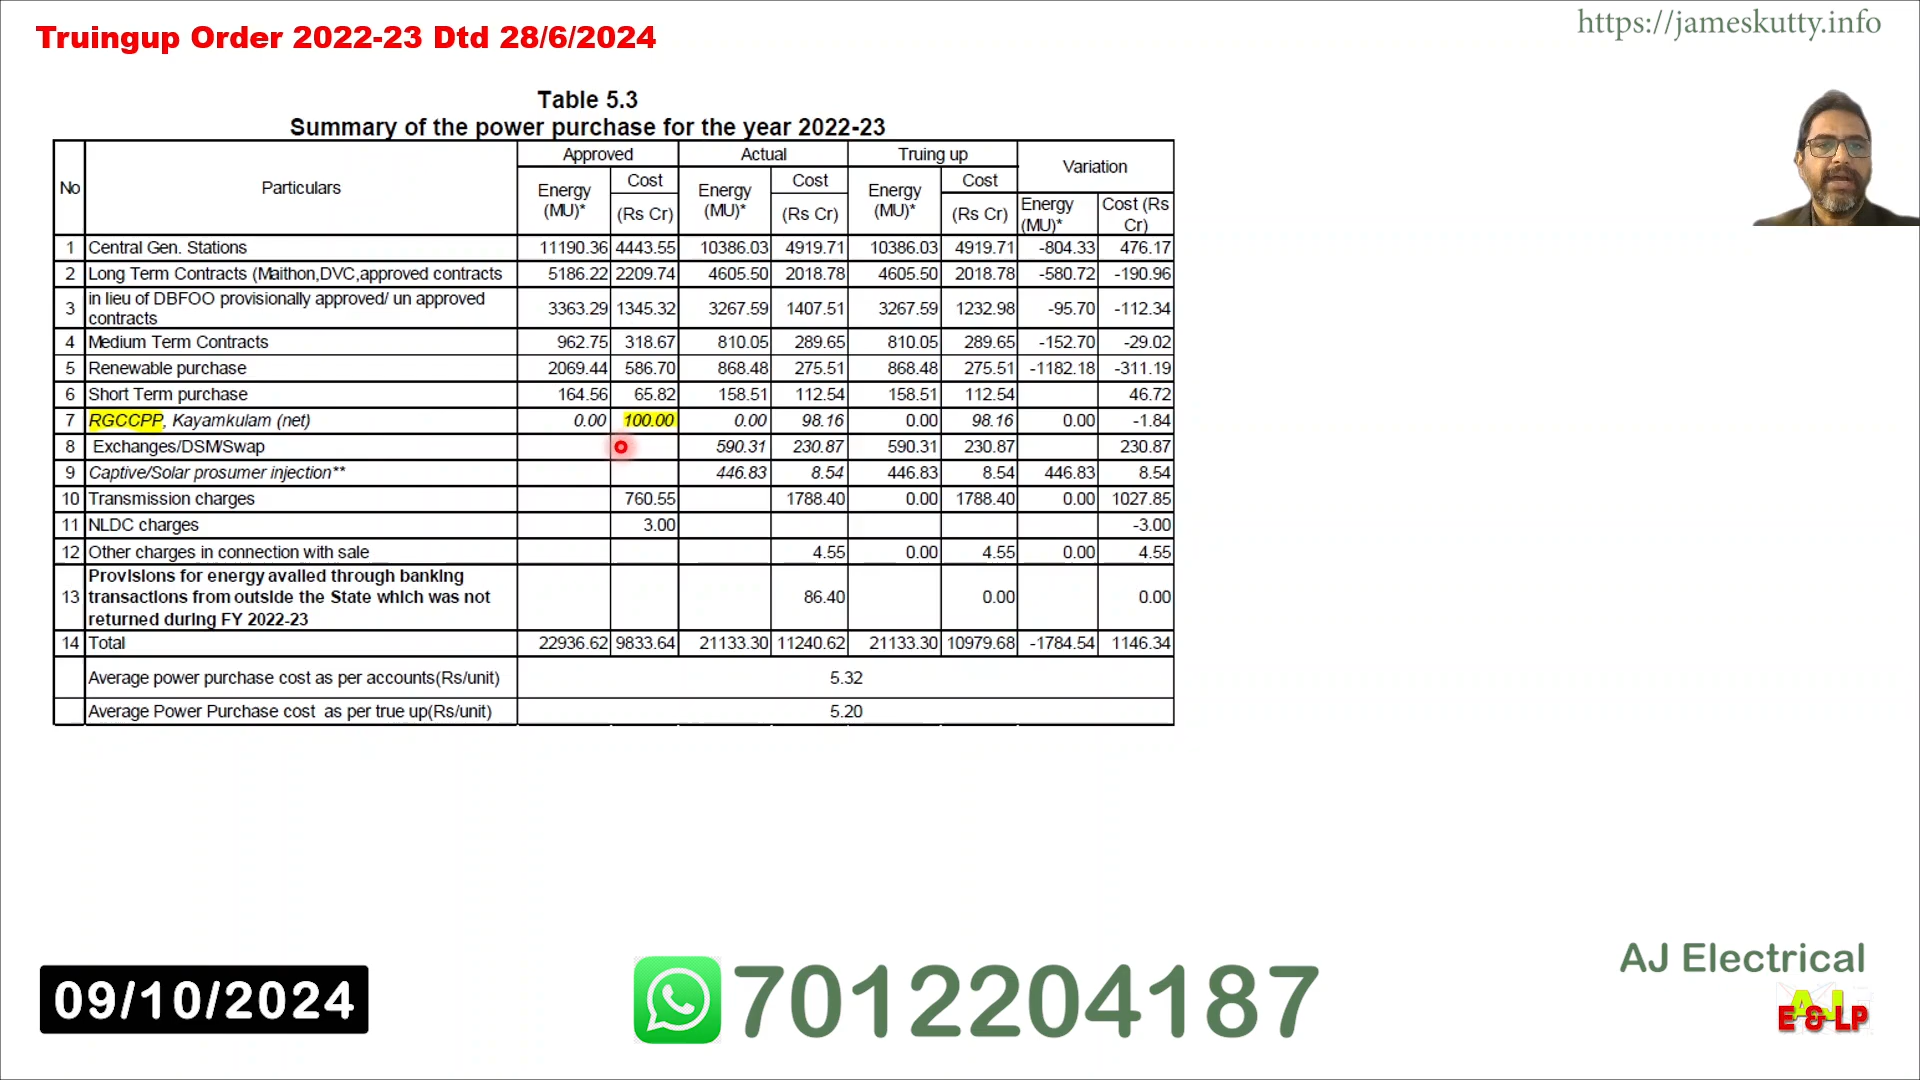 https://jameskutty.info
Truingup Order 2022-23 Dtd 28/6/2024
Table 5.3
Summary of the power purchase for the year 2022-23
No Particulars Approved Actual Truing up Variation
Energy (MU)* Cost (Rs Cr) Energy (MU)* Cost (Rs Cr) Energy (MU)* Cost (Rs Cr) Energy (MU)* Cost (Rs Cr)
1 Central Gen. Stations 11190.36 4443.55 10386.03 4919.71 10386.03 4919.71 -804.33 476.17
2 Long Term Contracts (Maithon,DVC,approved contracts 5186.22 2209.74 4605.50 2018.78 4605.50 2018.78 -580.72 -190.96
3 in lieu of DBFOO provisionally approved/ un approved contracts 3363.29 1345.32 3267.59 1407.51 3267.59 1232.98 -95.70 -112.34
4 Medium Term Contracts 962.75 318.67 810.05 289.65 810.05 289.65 -152.70 -29.02
5 Renewable purchase 2069.44 586.70 868.48 275.51 868.48 275.51 -1182.18 -311.19
6 Short Term purchase 164.56 65.82 158.51 112.54 158.51 112.54 46.72
7 RGCCPP, Kayamkulam (net) 0.00 100.00 0.00 98.16 0.00 98.16 0.00 -1.84
8 Exchanges/DSM/Swap 590.31 230.87 590.31 230.87 230.87
9 Captive/Solar prosumer injection** 446.83 8.54 446.83 8.54 446.83 8.54
10 Transmission charges 760.55 1788.40 0.00 1788.40 0.00 1027.85
11 NLDC charges 3.00 -3.00
12 Other charges in connection with sale 4.55 0.00 4.55 0.00 4.55
13 Provisions for energy availed through banking transactions from outside the State which was not returned during FY 2022-23 86.40 0.00 0.00
14 Total 22936.62 9833.64 21133.30 11240.62 21133.30 10979.68 -1784.54 1146.34
Average power purchase cost as per accounts(Rs/unit) 5.32
Average Power Purchase cost as per true up(Rs/unit) 5.20
09/10/2024
7012204187
AJ Electrical
AJ
E & LP